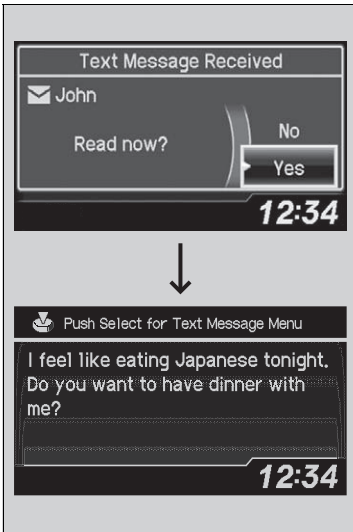 Text Message Received
John
Read now?
No
Yes
12:34
Push Select for Text Message Menu
I feel like eating Japanese tonight.
Do you want to have dinner with
me?
12:34